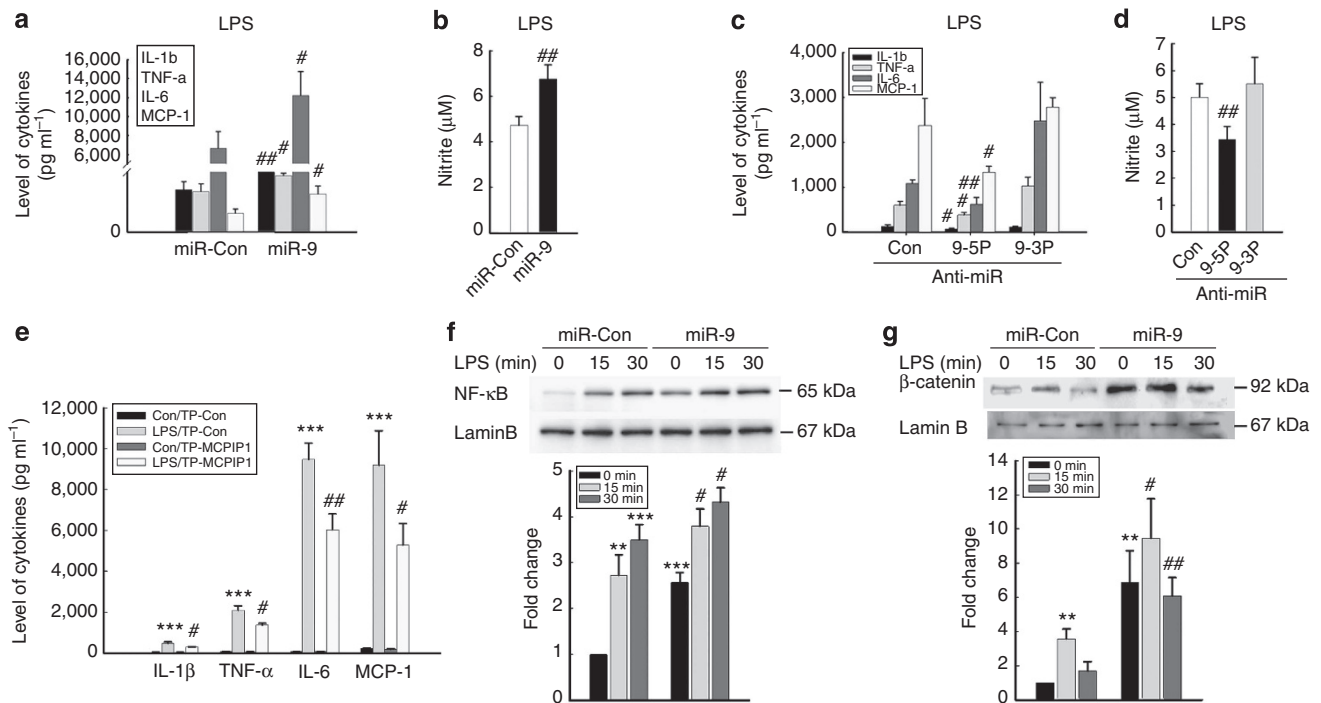 a
LPS
Level of cytokines
(pg ml⁻¹)
16,000
14,000
12,000
10,000
8,000
6,000
0
IL-1b
TNF-a
IL-6
MCP-1
##
#
#
#
miR-Con
miR-9
b
LPS
Nitrite (μM)
8
6
4
2
0
##
miR-Con
miR-9
c
LPS
Level of cytokines
(pg ml⁻¹)
4,000
3,000
2,000
1,000
0
IL-1b
TNF-a
IL-6
MCP-1
#
#
##
#
Con
9-5P
9-3P
Anti-miR
d
LPS
Nitrite (μM)
7
6
5
4
3
2
1
0
##
Con
9-5P
9-3P
Anti-miR
e
Level of cytokines (pg ml⁻¹)
12,000
10,000
8,000
6,000
4,000
2,000
0
Con/TP-Con
LPS/TP-Con
Con/TP-MCPIP1
LPS/TP-MCPIP1
***
#
***
#
***
##
***
#
IL-1β
TNF-α
IL-6
MCP-1
f
miR-Con
miR-9
LPS (min)
0
15
30
0
15
30
NF-κB
65 kDa
LaminB
67 kDa
Fold change
5
4
3
2
1
0
0 min
15 min
30 min
**
***
***
#
#
g
miR-Con
miR-9
LPS (min)
0
15
30
0
15
30
β-catenin
92 kDa
Lamin B
67 kDa
Fold change
14
12
10
8
6
4
2
0
0 min
15 min
30 min
**
**
#
##